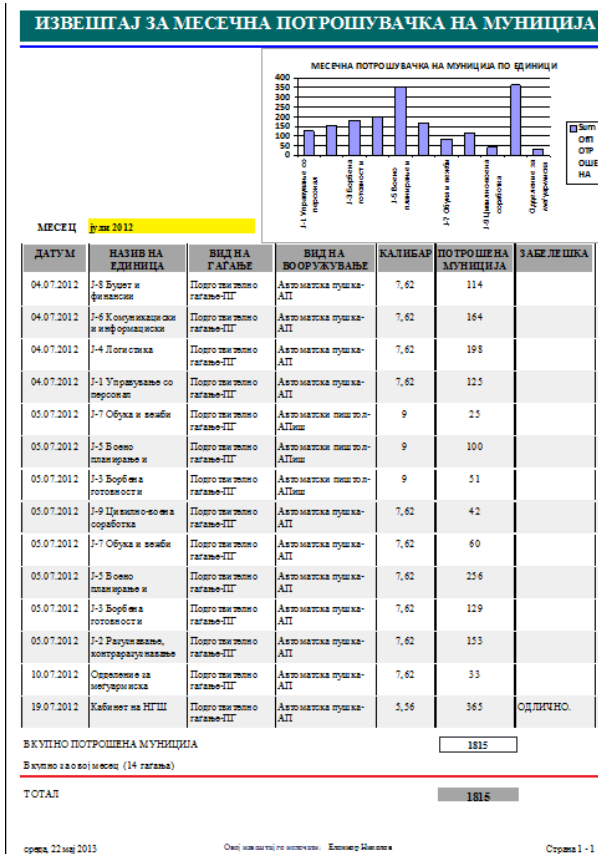 ИЗВЕШТАЈ ЗА МЕСЕЧНА ПОТРОШУВАЧКА НА МУНИЦИЈА
МЕСЕЧНА ПОТРОШУВАЧКА НА МУНИЦИЈА ПО ЕДИНИЦИ
400
350
300
250
200
150
100
50
0
Ј-1 Управување со персонал
Ј-3 Борбена готовност и
Ј-5 Воено планирање и
Ј-7 Обука и вежби
Ј-9 Цивилно-воена соработка
Одделение за меѓуармиска
Sum
ОТР
ОШЕ
НА
МЕСЕЦ јули 2012
ДАТУМ НАЗИВ НА ЕДИНИЦА ВИД НА ГАЃАЊЕ ВИД НА ВООРУЖУВАЊЕ КАЛИБАР ПОТРОШЕНА МУНИЦИЈА ЗАБЕЛЕШКА
04.07.2012 Ј-8 Буџет и финансии Подготвително гаѓање-ПГ Автоматска пушка-АП 7,62 114
04.07.2012 Ј-6 Комуникациски и информациски Подготвително гаѓање-ПГ Автоматска пушка-АП 7,62 164
04.07.2012 Ј-4 Логистика Подготвително гаѓање-ПГ Автоматска пушка-АП 7,62 198
04.07.2012 Ј-1 Управување со персонал Подготвително гаѓање-ПГ Автоматска пушка-АП 7,62 125
05.07.2012 Ј-7 Обука и вежби Подготвително гаѓање-ПГ Автоматски пиштол-АПиш 9 25
05.07.2012 Ј-5 Воено планирање и Подготвително гаѓање-ПГ Автоматски пиштол-АПиш 9 100
05.07.2012 Ј-3 Борбена готовност и Подготвително гаѓање-ПГ Автоматски пиштол-АПиш 9 51
05.07.2012 Ј-9 Цивилно-воена соработка Подготвително гаѓање-ПГ Автоматска пушка-АП 7,62 42
05.07.2012 Ј-7 Обука и вежби Подготвително гаѓање-ПГ Автоматска пушка-АП 7,62 60
05.07.2012 Ј-5 Воено планирање и Подготвително гаѓање-ПГ Автоматска пушка-АП 7,62 256
05.07.2012 Ј-3 Борбена готовност и Подготвително гаѓање-ПГ Автоматска пушка-АП 7,62 129
05.07.2012 Ј-2 Разузнавање, контраразузнавање Подготвително гаѓање-ПГ Автоматска пушка-АП 7,62 153
10.07.2012 Одделение за меѓуармиска Подготвително гаѓање-ПГ Автоматска пушка-АП 7,62 33
19.07.2012 Кабинет на НГШ Подготвително гаѓање-ПГ Автоматска пушка-АП 5,56 365 ОДЛИЧНО.
ВКУПНО ПОТРОШЕНА МУНИЦИЈА 1815
Вкупно за овој месец (14 гаѓања)
ТОТАЛ 1815
среда, 22 мај 2013 Овој извештај го испечати: Страна 1 - 1